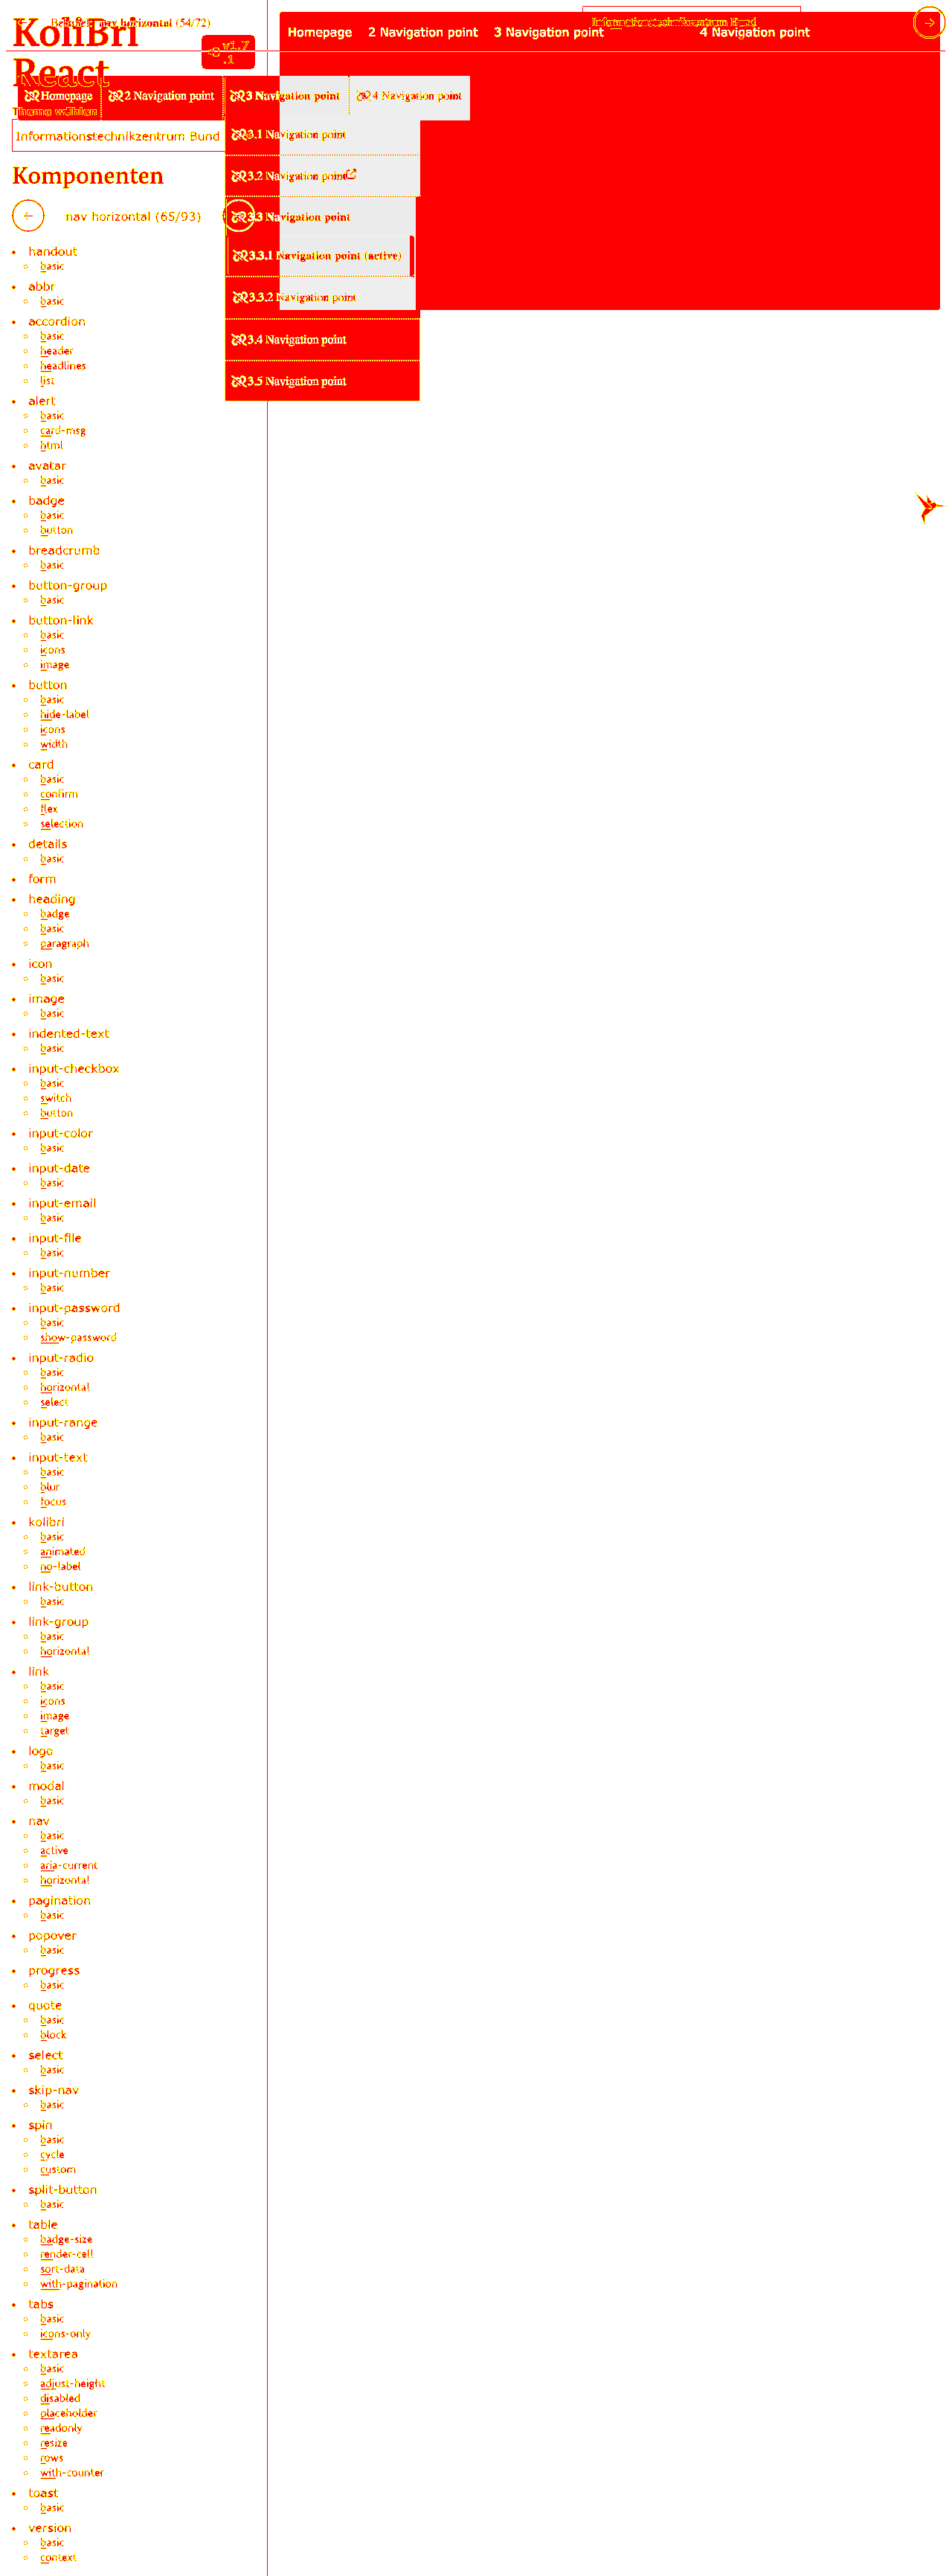 nav horizontal (54/72)
KoliBri
React
v1.7
.1
Homepage 2 Navigation point 3 Navigation point 4 Navigation point
Homepage 2 Navigation point 3 Navigation point 4 Navigation point
Informationstechnikzentrum Bund
3.1 Navigation point
3.2 Navigation point
3.3 Navigation point
3.3.1 Navigation point (active)
3.3.2 Navigation point
3.4 Navigation point
3.5 Navigation point
Komponenten
nav horizontal (65/93)
handout
basic
abbr
basic
accordion
basic
header
headlines
list
alert
basic
card-msg
html
avatar
basic
badge
basic
button
breadcrumb
basic
button-group
basic
button-link
basic
icons
image
button
basic
hide-label
icons
width
card
basic
confirm
flex
selection
details
basic
form
heading
badge
basic
paragraph
icon
basic
image
basic
indented-text
basic
input-checkbox
basic
switch
button
input-color
basic
input-date
basic
input-email
basic
input-file
basic
input-number
basic
input-password
basic
show-password
input-radio
basic
horizontal
select
input-range
basic
input-text
basic
blur
focus
kolibri
basic
animated
no-label
link-button
basic
link-group
basic
horizontal
link
basic
icons
image
target
logo
basic
modal
basic
nav
basic
active
aria-current
horizontal
pagination
basic
popover
basic
progress
basic
quote
basic
block
select
basic
skip-nav
basic
spin
basic
cycle
custom
split-button
basic
table
badge-size
render-cell
sort-data
with-pagination
tabs
basic
icons-only
textarea
basic
adjust-height
disabled
placeholder
readonly
resize
rows
with-counter
toast
basic
version
basic
context